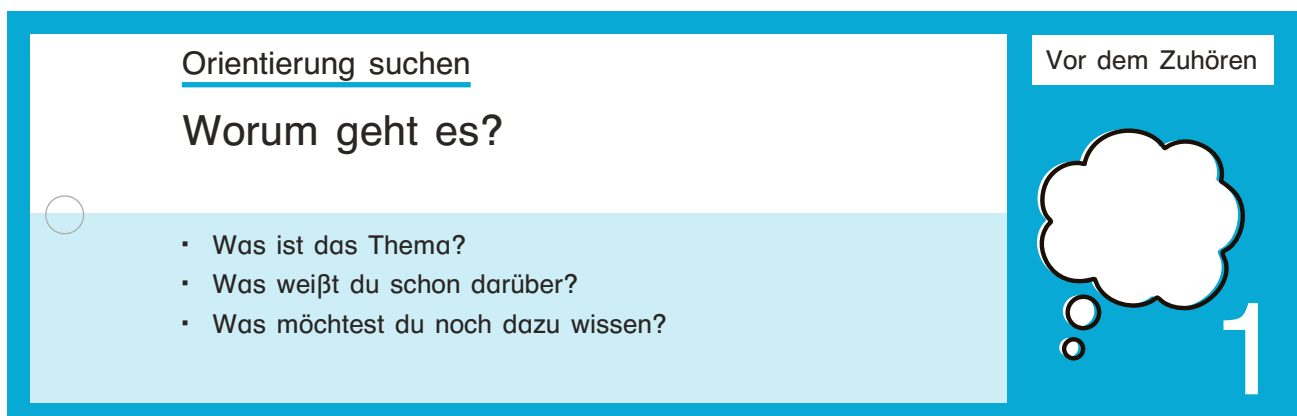 Orientierung suchen
Worum geht es?
▪ Was ist das Thema?
▪ Was weißt du schon darüber?
▪ Was möchtest du noch dazu wissen?
Vor dem Zuhören
1